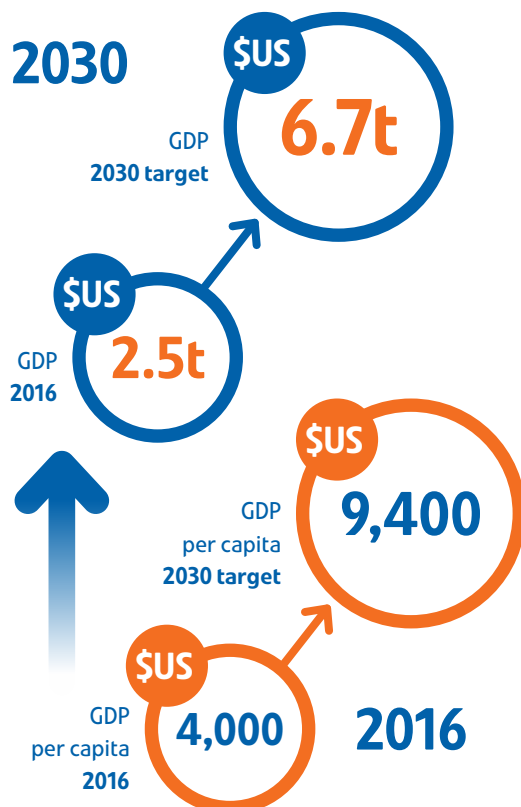 2030
$US
6.7t
GDP
2030 target
$US
2.5t
GDP
2016
$US
9,400
GDP
per capita
2030 target
$US
4,000
GDP
per capita
2016
2016